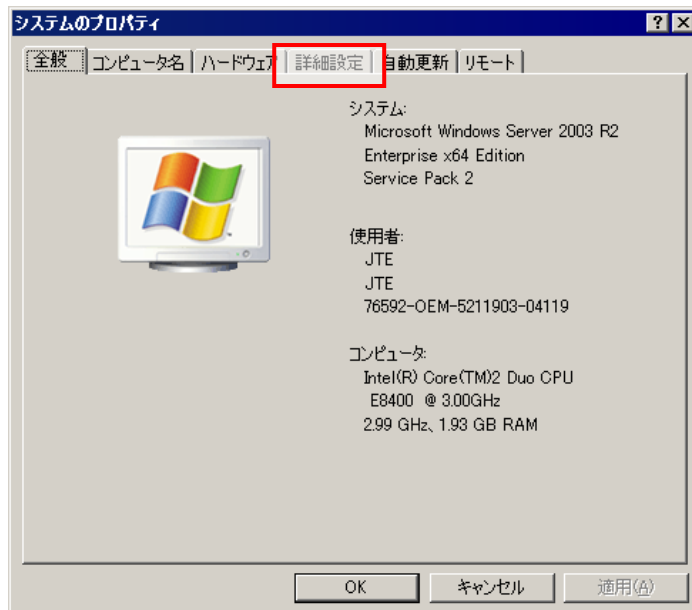 システムのプロパティ
全般 コンピュータ名 ハードウェア 詳細設定 自動更新 リモート
システム:
Microsoft Windows Server 2003 R2
Enterprise x64 Edition
Service Pack 2
使用者:
JTE
JTE
76592-OEM-5211903-04119
コンピュータ:
Intel(R) Core(TM)2 Duo CPU
E8400 @ 3.00GHz
2.99 GHz、1.93 GB RAM
OK キャンセル 適用(A)